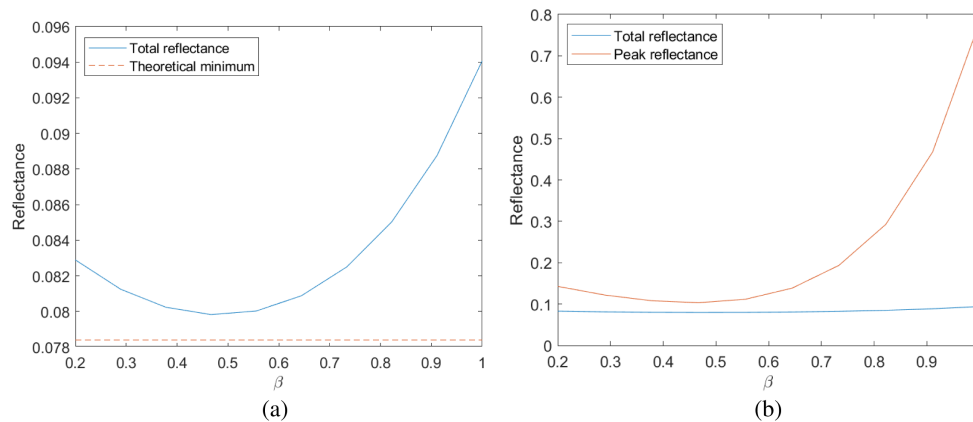 0.096
0.094
0.092
0.09
0.088
0.086
0.084
0.082
0.08
0.078
Reflectance
Total reflectance
Theoretical minimum
0.2 0.3 0.4 0.5 0.6 0.7 0.8 0.9 1
β
(a)
0.8
0.7
0.6
0.5
0.4
0.3
0.2
0.1
0
Reflectance
Total reflectance
Peak reflectance
0.2 0.3 0.4 0.5 0.6 0.7 0.8 0.9
β
(b)